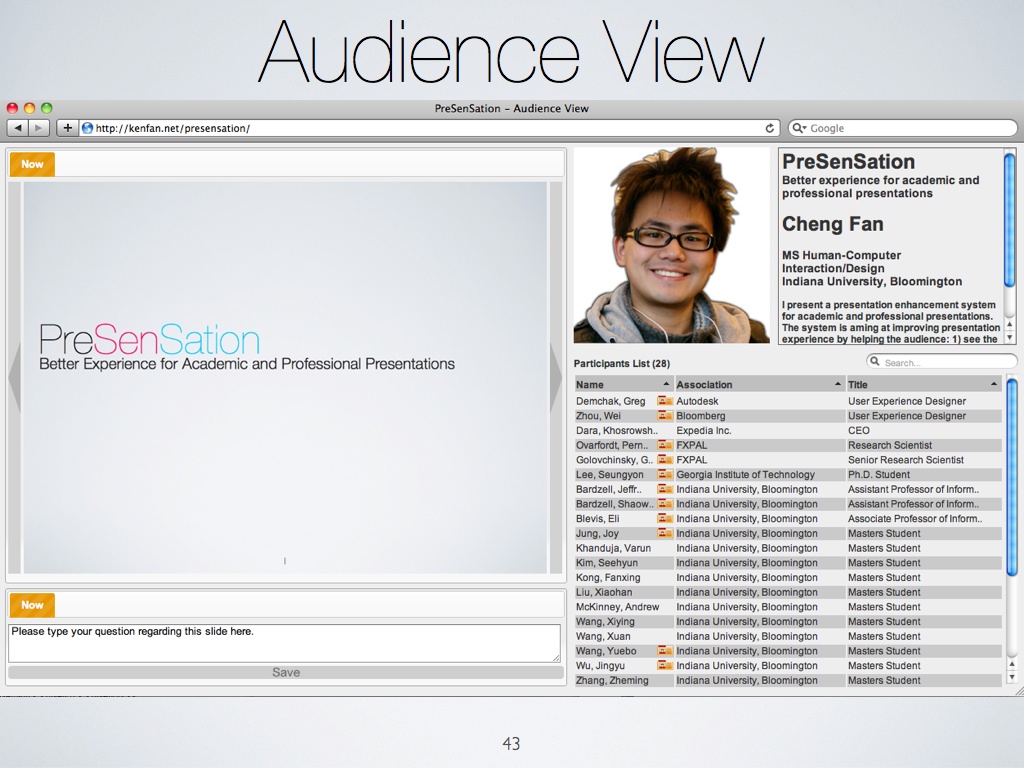 Audience View
PreSenSation – Audience View
http://kenfan.net/presensation/
Google
Now
PreSenSation
Better Experience for Academic and Professional Presentations
1
Now
Please type your question regarding this slide here.
Save
PreSenSation
Better experience for academic and
professional presentations
Cheng Fan
MS Human-Computer
Interaction/Design
Indiana University, Bloomington
I present a presentation enhancement system
for academic and professional presentations.
The system is aiming at improving presentation
experience by helping the audience: 1) see the
Participants List (28)
Search...
Name Association Title
Demchak, Greg Autodesk User Experience Designer
Zhou, Wei Bloomberg User Experience Designer
Dara, Khosrowsh.. Expedia Inc. CEO
Ovarfordt, Pern.. FXPAL Research Scientist
Golovchinsky, G.. FXPAL Senior Research Scientist
Lee, Seungyon Georgia Institute of Technology Ph.D. Student
Bardzell, Jeffr.. Indiana University, Bloomington Assistant Professor of Inform..
Bardzell, Shaow.. Indiana University, Bloomington Assistant Professor of Inform..
Blevis, Eli Indiana University, Bloomington Associate Professor of Inform..
Jung, Joy Indiana University, Bloomington Masters Student
Khanduja, Varun Indiana University, Bloomington Masters Student
Kim, Seehyun Indiana University, Bloomington Masters Student
Kong, Fanxing Indiana University, Bloomington Masters Student
Liu, Xiaohan Indiana University, Bloomington Masters Student
McKinney, Andrew Indiana University, Bloomington Masters Student
Wang, Xiying Indiana University, Bloomington Masters Student
Wang, Xuan Indiana University, Bloomington Masters Student
Wang, Yuebo Indiana University, Bloomington Masters Student
Wu, Jingyu Indiana University, Bloomington Masters Student
Zhang, Zheming Indiana University, Bloomington Masters Student
43